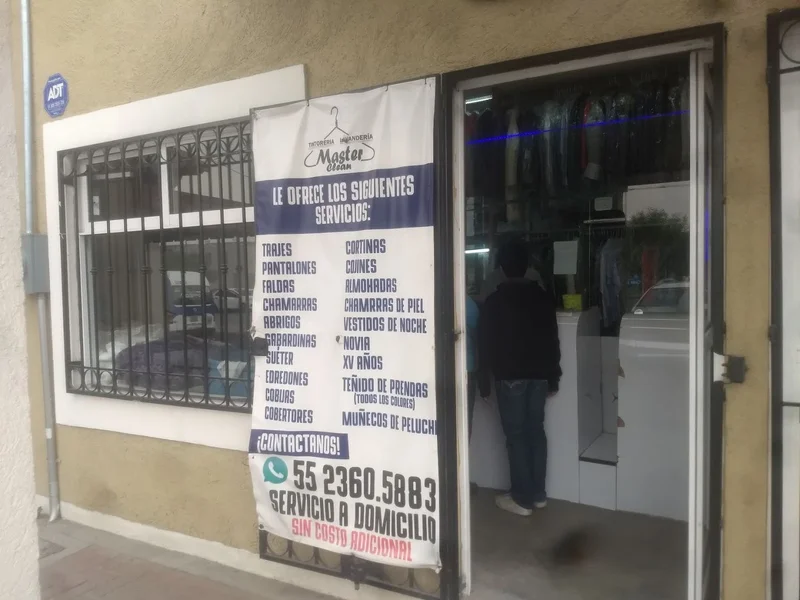 ADT
TINTORERIA LAVANDERÍA
Master
Clean
LE OFRECE LOS SIGUIENTES
SERVICIOS:
TRAJES
PANTALONES
FALDAS
CHAMARRAS
ABRIGOS
GABARDINAS
SUÉTER
EDREDONES
COBIJAS
COBERTORES
CORTINAS
COJINES
ALMOHADAS
CHAMRRAS DE PIEL
VESTIDOS DE NOCHE
NOVIA
XV AÑOS
TEÑIDO DE PRENDAS
(TODOS LOS COLORES)
MUÑECOS DE PELUCHE
¡CONTACTANOS!
55 2360.5883
SERVICIO A DOMICILIO
SIN COSTO ADICIONAL